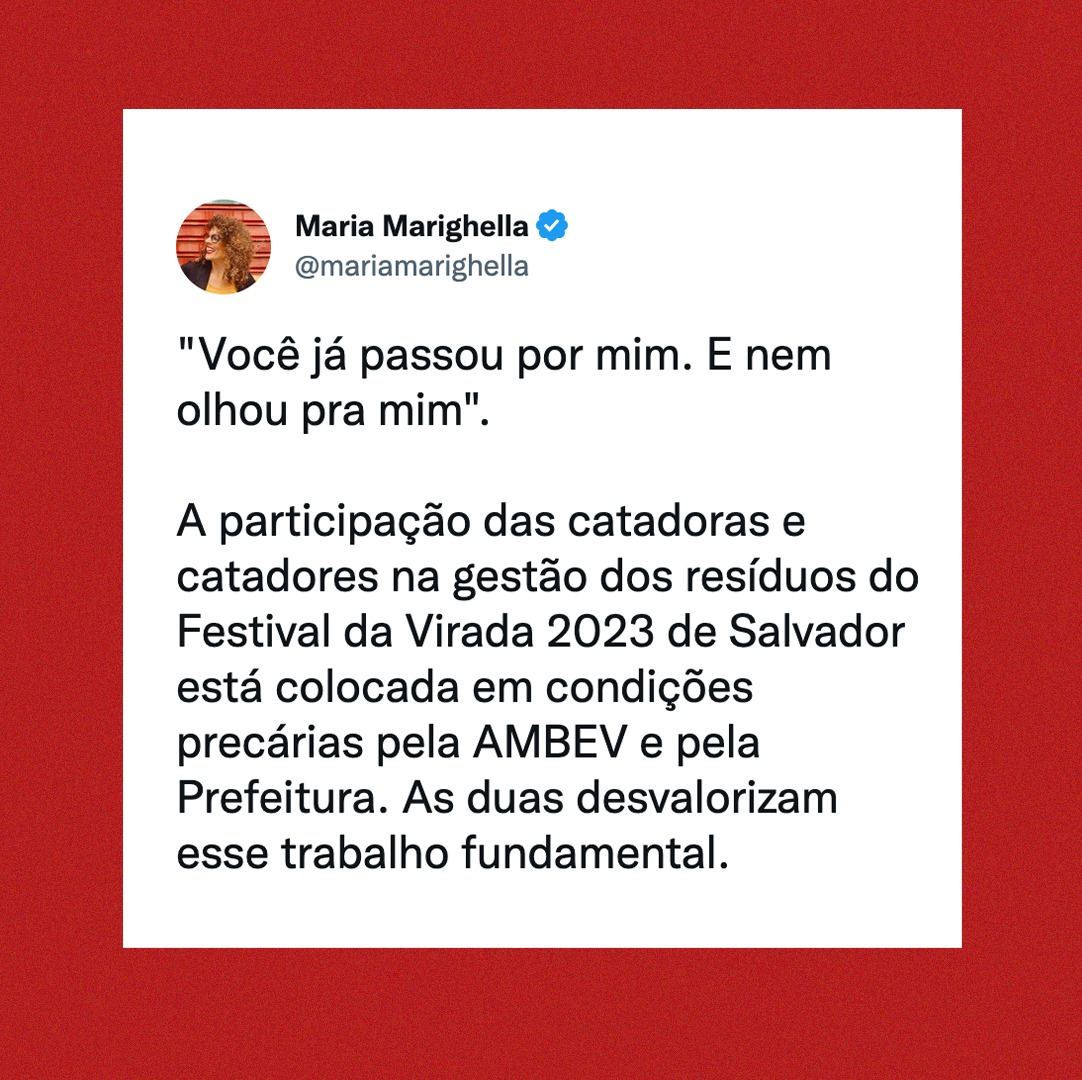 Maria Marighella
@mariamarighella
"Você já passou por mim. E nem
olhou pra mim".
A participação das catadoras e
catadores na gestão dos resíduos do
Festival da Virada 2023 de Salvador
está colocada em condições
precárias pela AMBEV e pela
Prefeitura. As duas desvalorizam
esse trabalho fundamental.